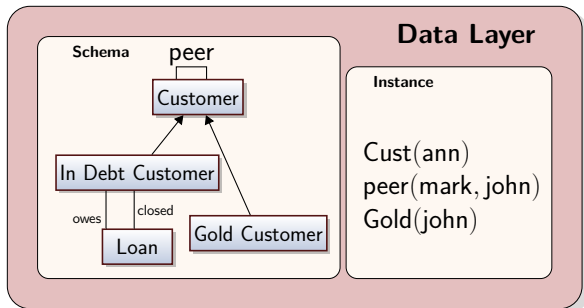 Data Layer
Schema
peer
Customer
In Debt Customer
owes
closed
Loan
Gold Customer
Instance
Cust(ann)
peer(mark, john)
Gold(john)